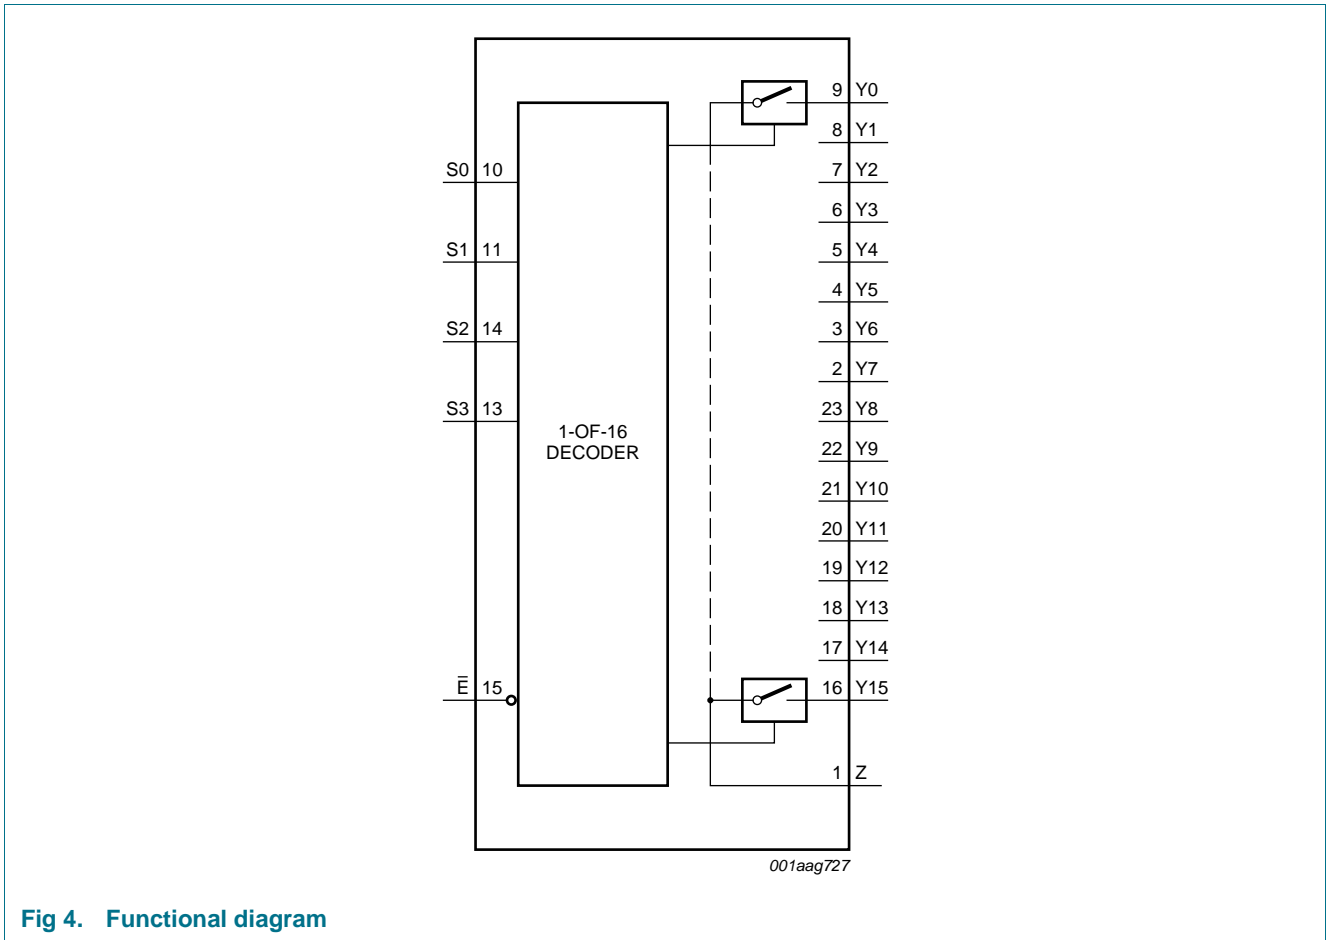 9 Y0
8 Y1
S0 10
7 Y2
6 Y3
S1 11
5 Y4
4 Y5
S2 14
3 Y6
2 Y7
S3 13
23 Y8
1-OF-16
DECODER
22 Y9
21 Y10
20 Y11
19 Y12
18 Y13
17 Y14
E̅ 15
16 Y15
1 Z
001aag727
Fig 4. Functional diagram